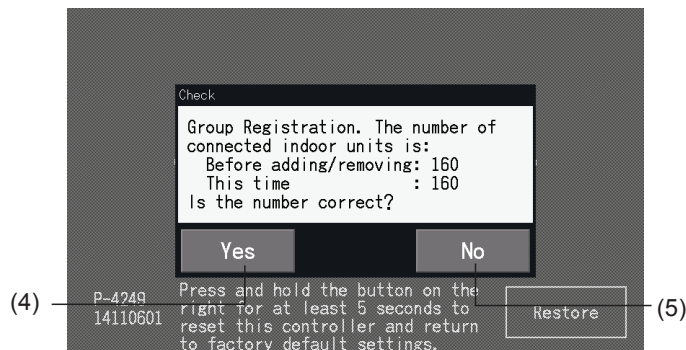 Check
Group Registration. The number of
connected indoor units is:
Before adding/removing: 160
This time : 160
Is the number correct?
Yes
No
(4)
P-4249
14110601
Press and hold the button on the
right for at least 5 seconds to
reset this controller and return
to factory default settings.
Restore
(5)